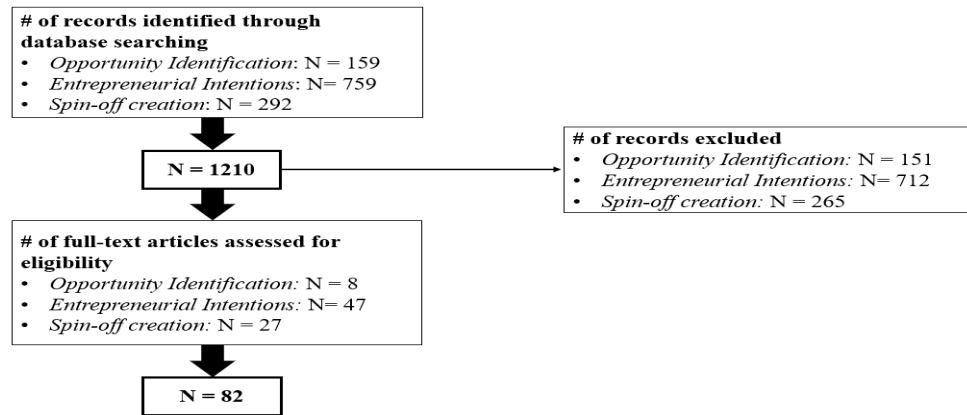 # of records identified through
database searching
• Opportunity Identification: N = 159
• Entrepreneurial Intentions: N= 759
• Spin-off creation: N = 292
N = 1210
# of records excluded
• Opportunity Identification: N = 151
• Entrepreneurial Intentions: N= 712
• Spin-off creation: N = 265
# of full-text articles assessed for
eligibility
• Opportunity Identification: N = 8
• Entrepreneurial Intentions: N= 47
• Spin-off creation: N = 27
N = 82